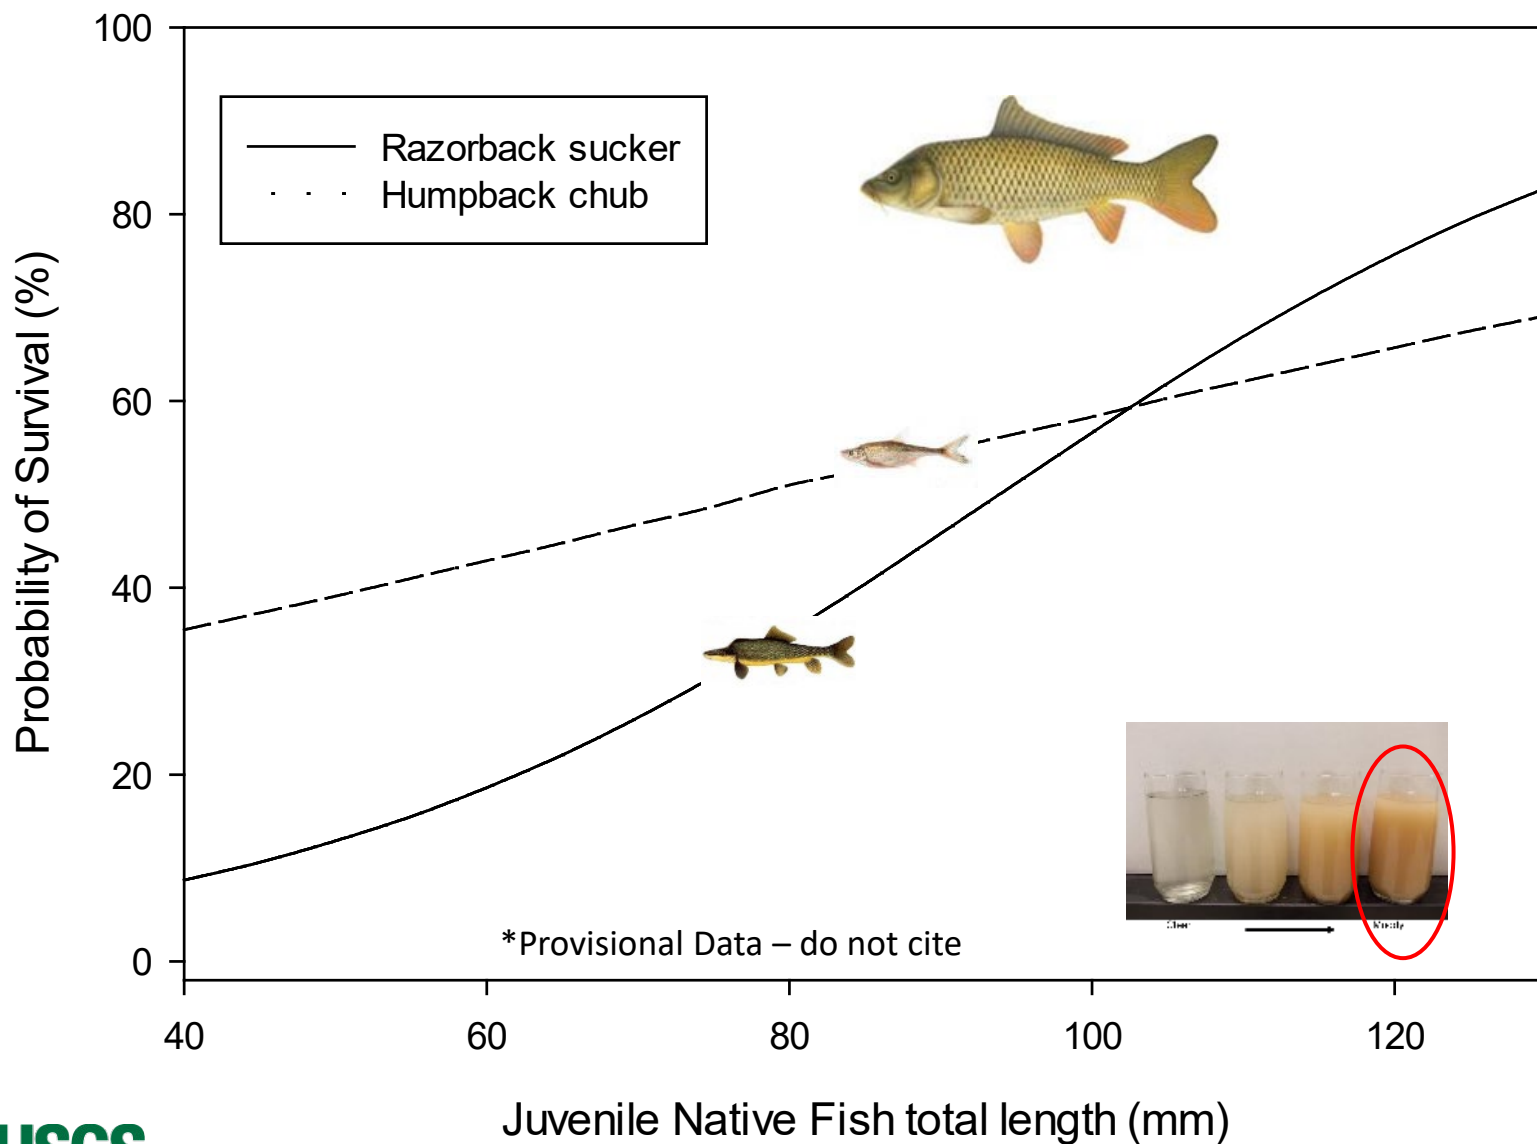 100
80
60
40
20
0
Probability of Survival (%)
Razorback sucker
Humpback chub
*Provisional Data – do not cite
40
60
80
100
120
Juvenile Native Fish total length (mm)
USGS